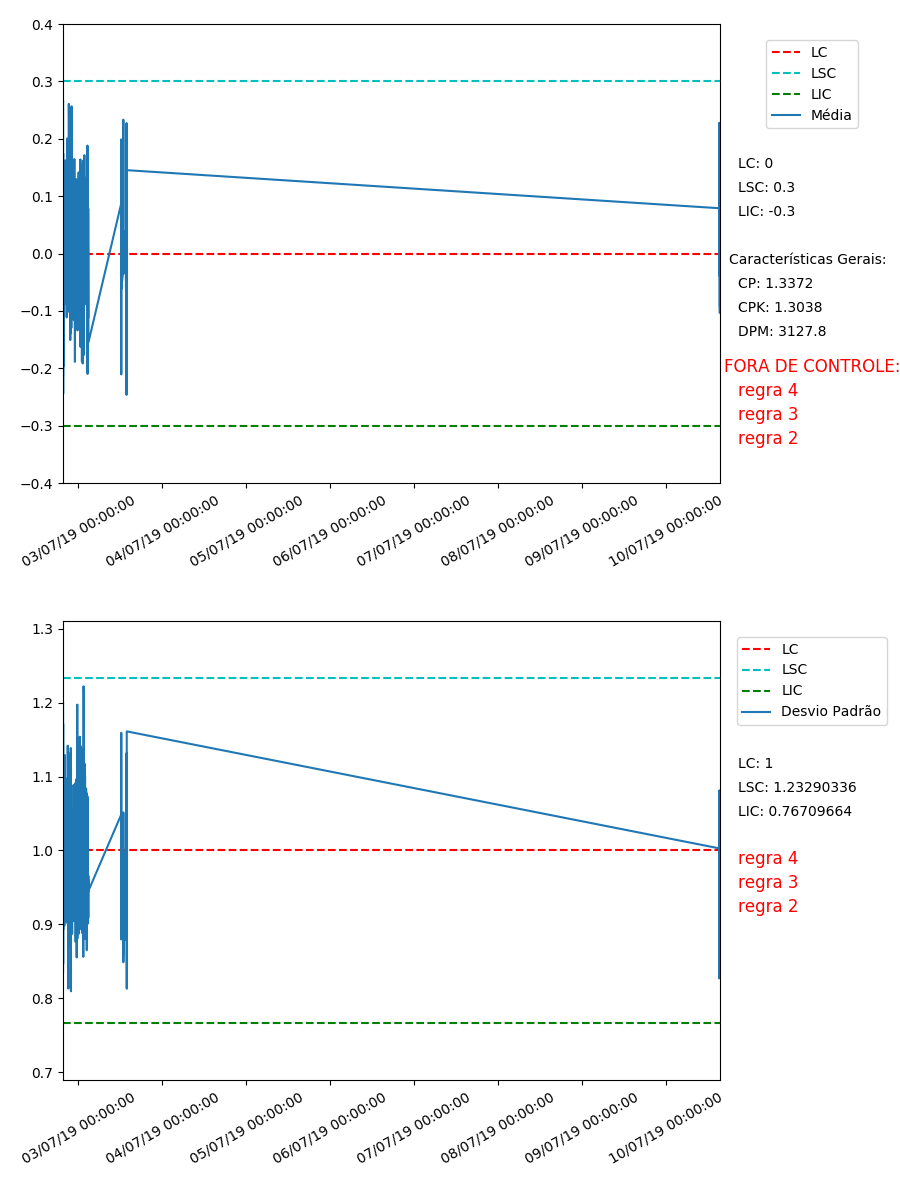 0.4
0.3
0.2
0.1
0.0
−0.1
−0.2
−0.3
−0.4
03/07/19 00:00:00
04/07/19 00:00:00
05/07/19 00:00:00
06/07/19 00:00:00
07/07/19 00:00:00
08/07/19 00:00:00
09/07/19 00:00:00
10/07/19 00:00:00
LC
LSC
LIC
Média
LC: 0
LSC: 0.3
LIC: -0.3
Características Gerais:
CP: 1.3372
CPK: 1.3038
DPM: 3127.8
FORA DE CONTROLE:
regra 4
regra 3
regra 2
1.3
1.2
1.1
1.0
0.9
0.8
0.7
03/07/19 00:00:00
04/07/19 00:00:00
05/07/19 00:00:00
06/07/19 00:00:00
07/07/19 00:00:00
08/07/19 00:00:00
09/07/19 00:00:00
10/07/19 00:00:00
LC
LSC
LIC
Desvio Padrão
LC: 1
LSC: 1.23290336
LIC: 0.76709664
regra 4
regra 3
regra 2